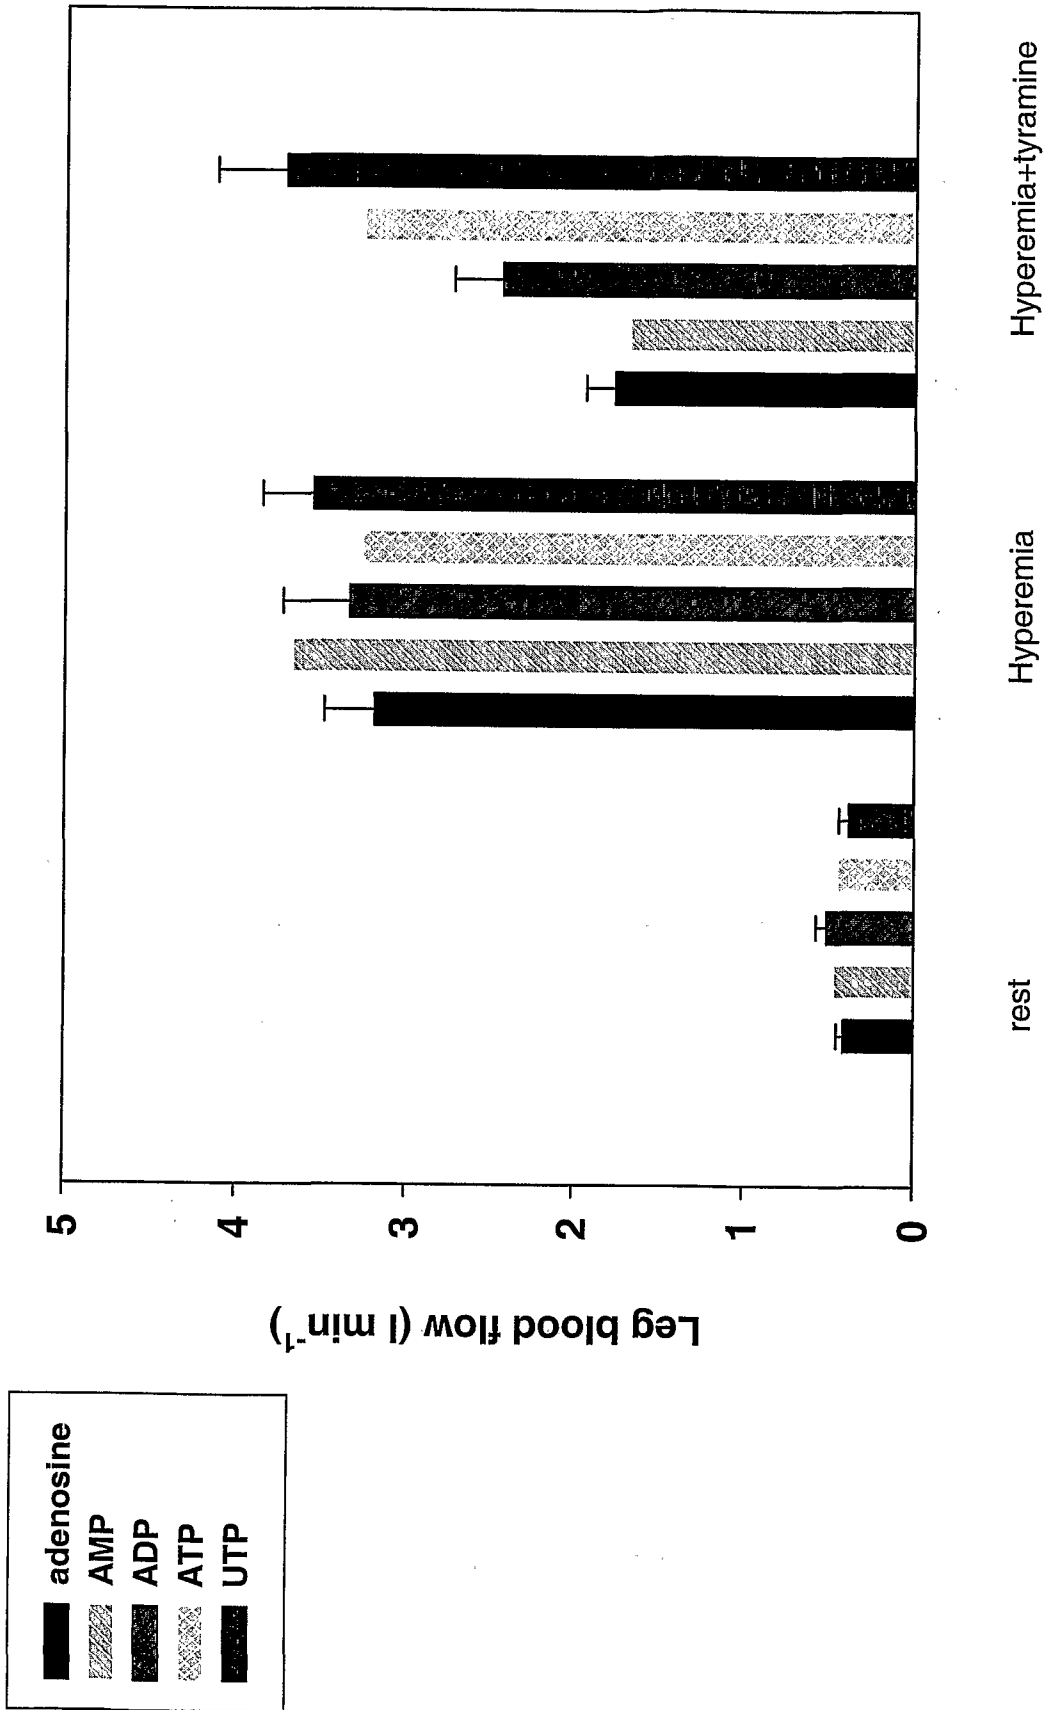 adenosine
AMP
ADP
ATP
UTP
Leg blood flow (l min⁻¹)
5
4
3
2
1
0
rest
Hyperemia
Hyperemia+tyramine